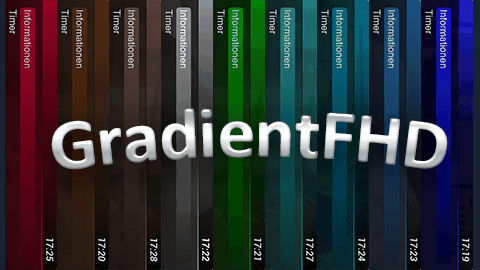 Informationen
Timer
17:25
Informationen
Timer
17:20
Informationen
Timer
17:28
Informationen
Timer
17:22
Informationen
Timer
17:21
Informationen
Timer
17:27
Informationen
Timer
17:24
Informationen
Timer
17:23
Informationen
Timer
17:19
GradientFHD